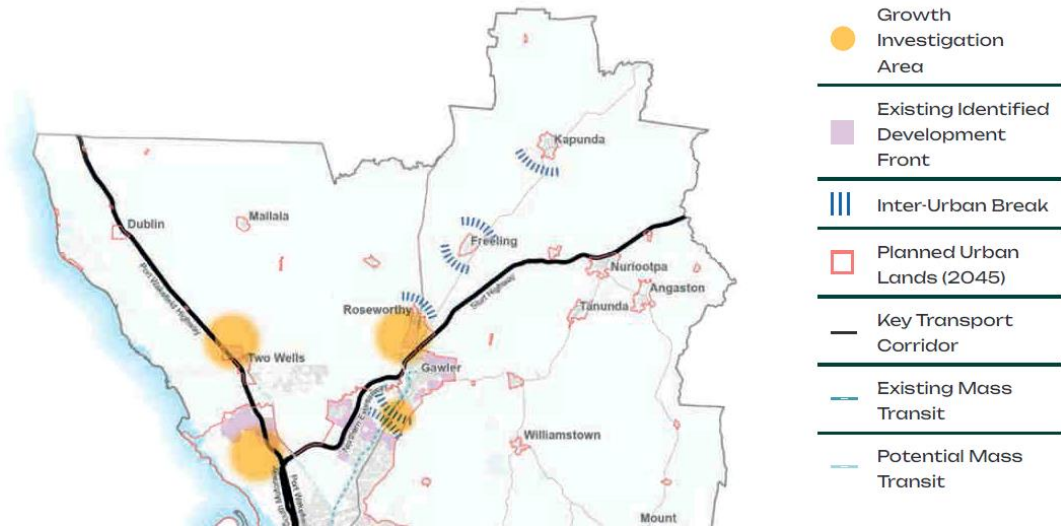 Kapunda
Dublin
Mallala
Freeling
Nuriootpa
Angaston
Tanunda
Port Wakefield Highway
Sturt Highway
Roseworthy
Two Wells
Gawler
Northern Expressway
Williamstown
Mount
Growth
Investigation
Area
Existing Identified
Development
Front
Inter-Urban Break
Planned Urban
Lands (2045)
Key Transport
Corridor
Existing Mass
Transit
Potential Mass
Transit